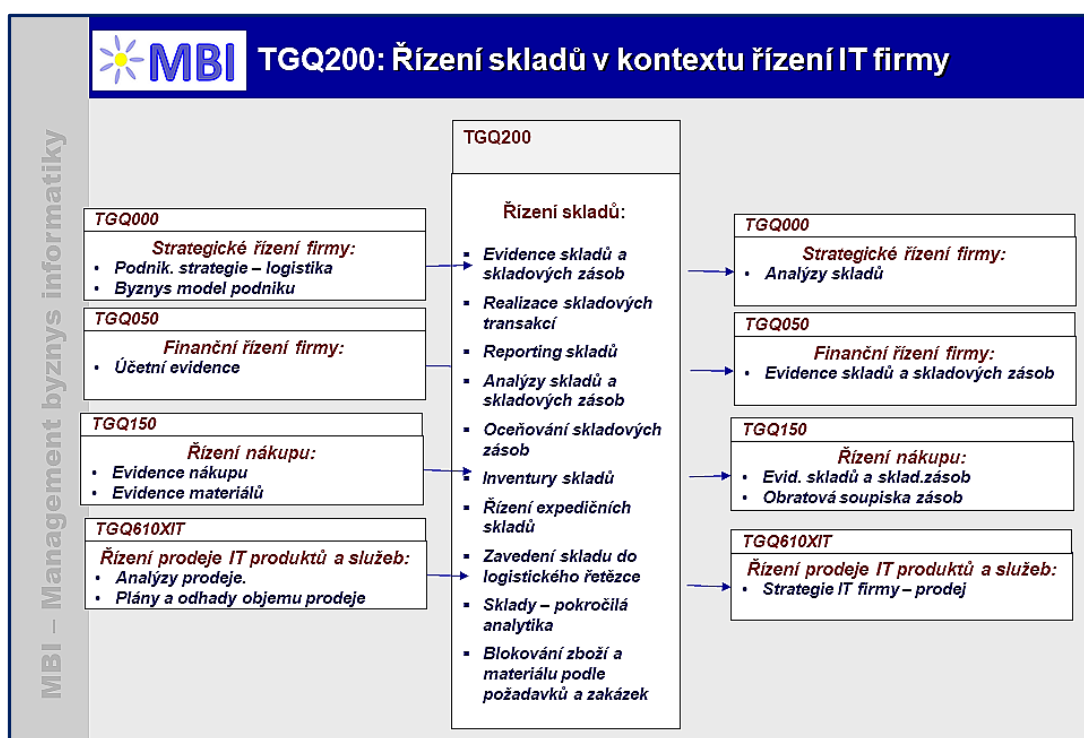 MBI
TGQ200: Řízení skladů v kontextu řízení IT firmy
MBI – Management byznys informatiky
TGQ000
Strategické řízení firmy:
• Podnik. strategie – logistika
• Byznys model podniku
TGQ050
Finanční řízení firmy:
• Účetní evidence
TGQ150
Řízení nákupu:
• Evidence nákupu
• Evidence materiálů
TGQ610XIT
Řízení prodeje IT produktů a služeb:
• Analýzy prodeje.
• Plány a odhady objemu prodeje
TGQ200
Řízení skladů:
▪ Evidence skladů a
skladových zásob
▪ Realizace skladových
transakcí
▪ Reporting skladů
▪ Analýzy skladů a
skladových zásob
▪ Oceňování skladových
zásob
▪ Inventury skladů
▪ Řízení expedičních
skladů
▪ Zavedení skladu do
logistického řetězce
▪ Sklady – pokročilá
analytika
▪ Blokování zboží a
materiálu podle
požadavků a zakázek
TGQ000
Strategické řízení firmy:
• Analýzy skladů
TGQ050
Finanční řízení firmy:
• Evidence skladů a skladových zásob
TGQ150
Řízení nákupu:
• Evid. skladů a sklad.zásob
• Obratová soupiska zásob
TGQ610XIT
Řízení prodeje IT produktů a služeb:
• Strategie IT firmy – prodej